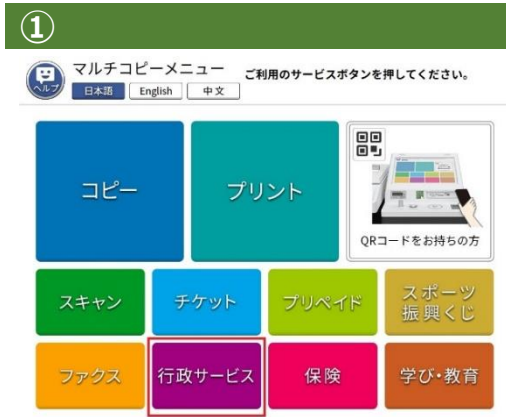 ①
マルチコピーメニュー
ご利用のサービスボタンを押してください。
ヘルプ
日本語 English 中文
コピー
プリント
QRコードをお持ちの方
スキャン
チケット
プリペイド
スポーツ
振興くじ
ファクス
行政サービス
保険
学び・教育